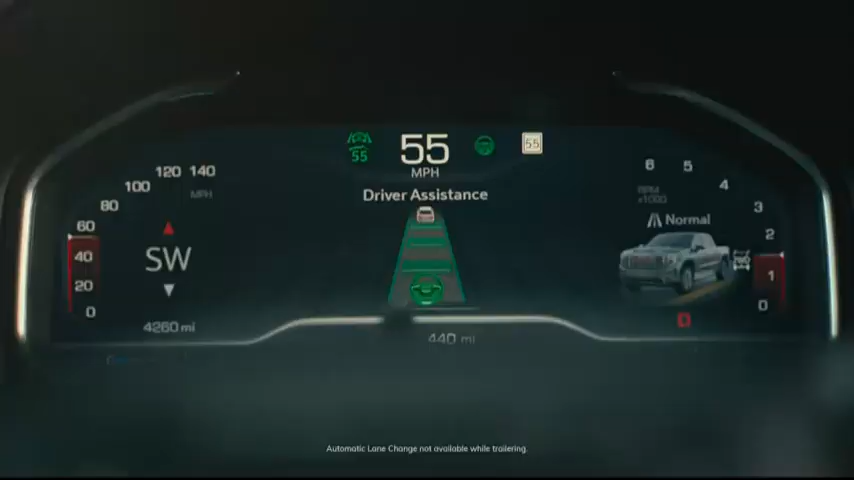 55
55
55
MPH
Driver Assistance
120 140
100
MPH
80
60
40
20
0
SW
4260 mi
440 mi
6 5
4
3
2
1
0
RPM
x1000
Normal
D
Automatic Lane Change not available while trailering.